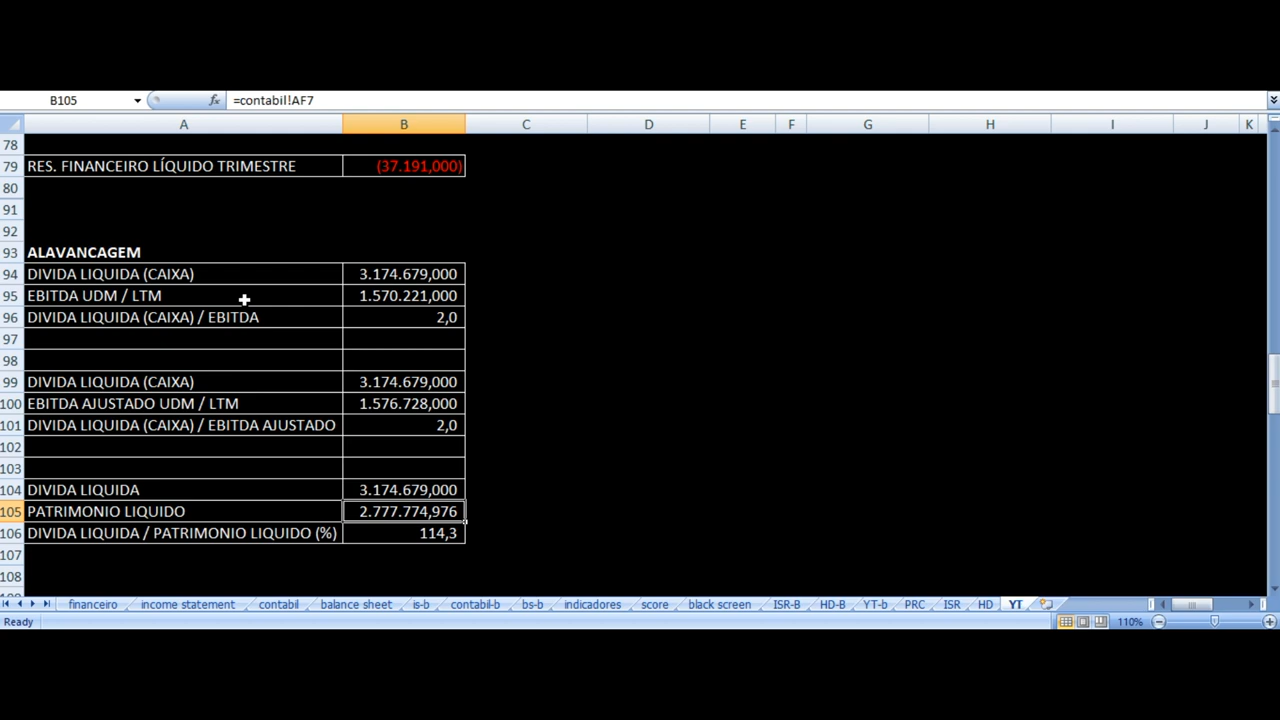 B105 fx =contabil!AF7
A B C D E F G H I J K
78
79 RES. FINANCEIRO LÍQUIDO TRIMESTRE (37.191,000)
80
91
92
93 ALAVANCAGEM
94 DIVIDA LIQUIDA (CAIXA) 3.174.679,000
95 EBITDA UDM / LTM 1.570.221,000
96 DIVIDA LIQUIDA (CAIXA) / EBITDA 2,0
97
98
99 DIVIDA LIQUIDA (CAIXA) 3.174.679,000
100 EBITDA AJUSTADO UDM / LTM 1.576.728,000
101 DIVIDA LIQUIDA (CAIXA) / EBITDA AJUSTADO 2,0
102
103
104 DIVIDA LIQUIDA 3.174.679,000
105 PATRIMONIO LIQUIDO 2.777.774,976
106 DIVIDA LIQUIDA / PATRIMONIO LIQUIDO (%) 114,3
107
108
financeiro income statement contabil balance sheet is-b contabil-b bs-b indicadores score black screen ISR-B HD-B YT-b PRC ISR HD YT
Ready 110%